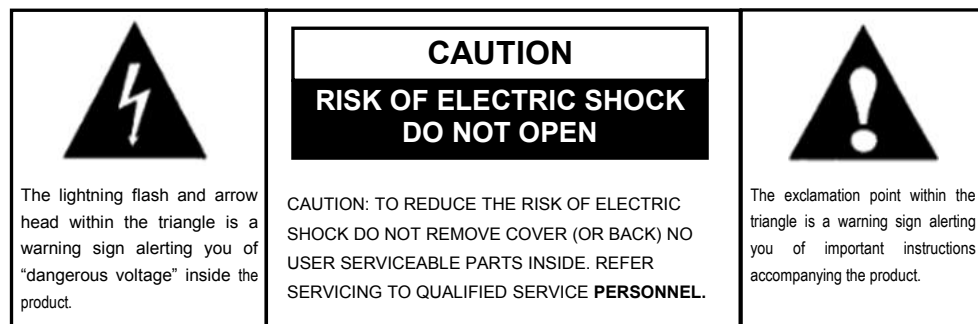 The lightning flash and arrow
head within the triangle is a
warning sign alerting you of
“dangerous voltage” inside the
product.
CAUTION
RISK OF ELECTRIC SHOCK
DO NOT OPEN
CAUTION: TO REDUCE THE RISK OF ELECTRIC
SHOCK DO NOT REMOVE COVER (OR BACK) NO
USER SERVICEABLE PARTS INSIDE. REFER
SERVICING TO QUALIFIED SERVICE PERSONNEL.
The exclamation point within the
triangle is a warning sign alerting
you of important instructions
accompanying the product.